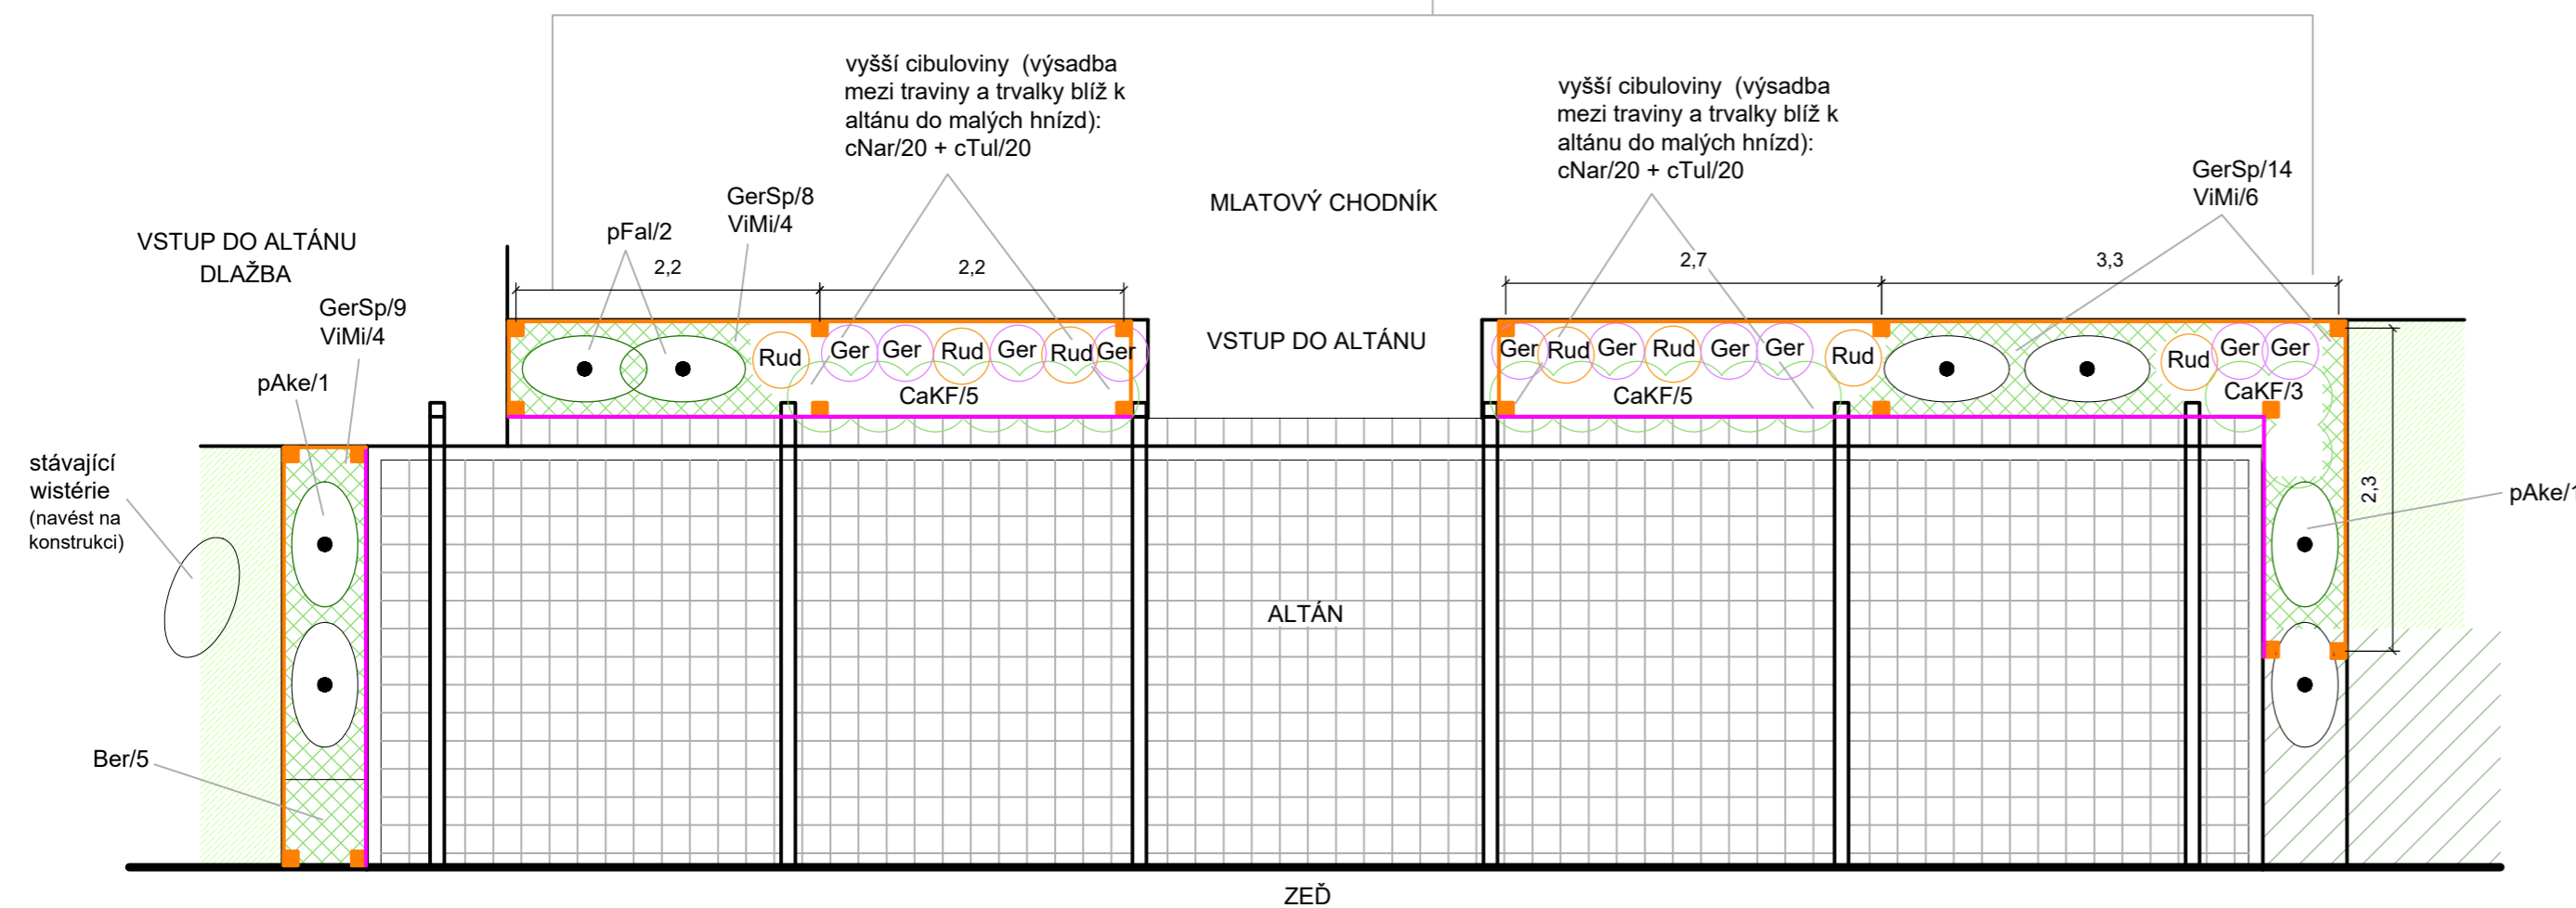 vyšší cibuloviny (výsadba
mezi traviny a trvalky blíž k
altánu do malých hnízd):
cNar/20 + cTul/20
vyšší cibuloviny (výsadba
mezi traviny a trvalky blíž k
altánu do malých hnízd):
cNar/20 + cTul/20
GerSp/14
ViMi/6
GerSp/8
ViMi/4
MLATOVÝ CHODNÍK
pFal/2
VSTUP DO ALTÁNU
DLAŽBA
2,2
2,2
2,7
3,3
GerSp/9
ViMi/4
VSTUP DO ALTÁNU
Rud
Ger
Ger
Rud
Ger
Rud
Ger
Ger
Rud
Ger
Rud
Ger
Ger
Rud
Rud
Ger
Ger
pAke/1
CaKF/5
CaKF/5
CaKF/3
stávající
wistérie
(navést na
konstrukci)
2,3
pAke/1
ALTÁN
Ber/5
ZEĎ